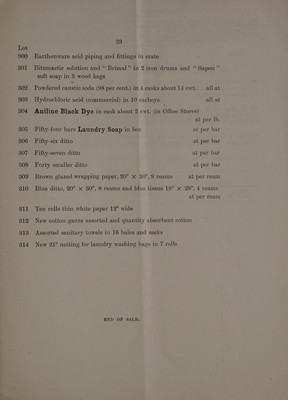 23
Lot
300 Earthenware acid piping and fittings in crate
301 Bitumastic solution and "Brimal" in 2 iron drums and "Sapon"
soft soap in 3 wood kegs
302 Powdered caustic soda (98 per cent.) in 4 casks about 14 cwt. all at
303 Hydrochloric acid (commercial) in 10 carboys all at
304 Aniline Black Dye in cask about 2 cwt. (in Office Stores)
at per lb.
305 Fifty-four bars Laundry Soap in box at per bar
306 Fifty-six ditto at per bar
307 Fifty-seven ditto at per bar
308 Forty smaller ditto at per bar
309 Brown glazed wrapping paper, 20" × 30", 9 reams at per ream
310 Blue ditto, 20" × 30", 6 reams and blue tissue 18" × 28", 4 reams
at per ream
311 Ten rolls thin white paper 12" wide
312 New cotton gauze assorted and quantity absorbent cotton
313 Assorted sanitary towels in 16 bales and sacks
314 New 21" netting for laundry washing bags in 7 rolls
END OF SALE.